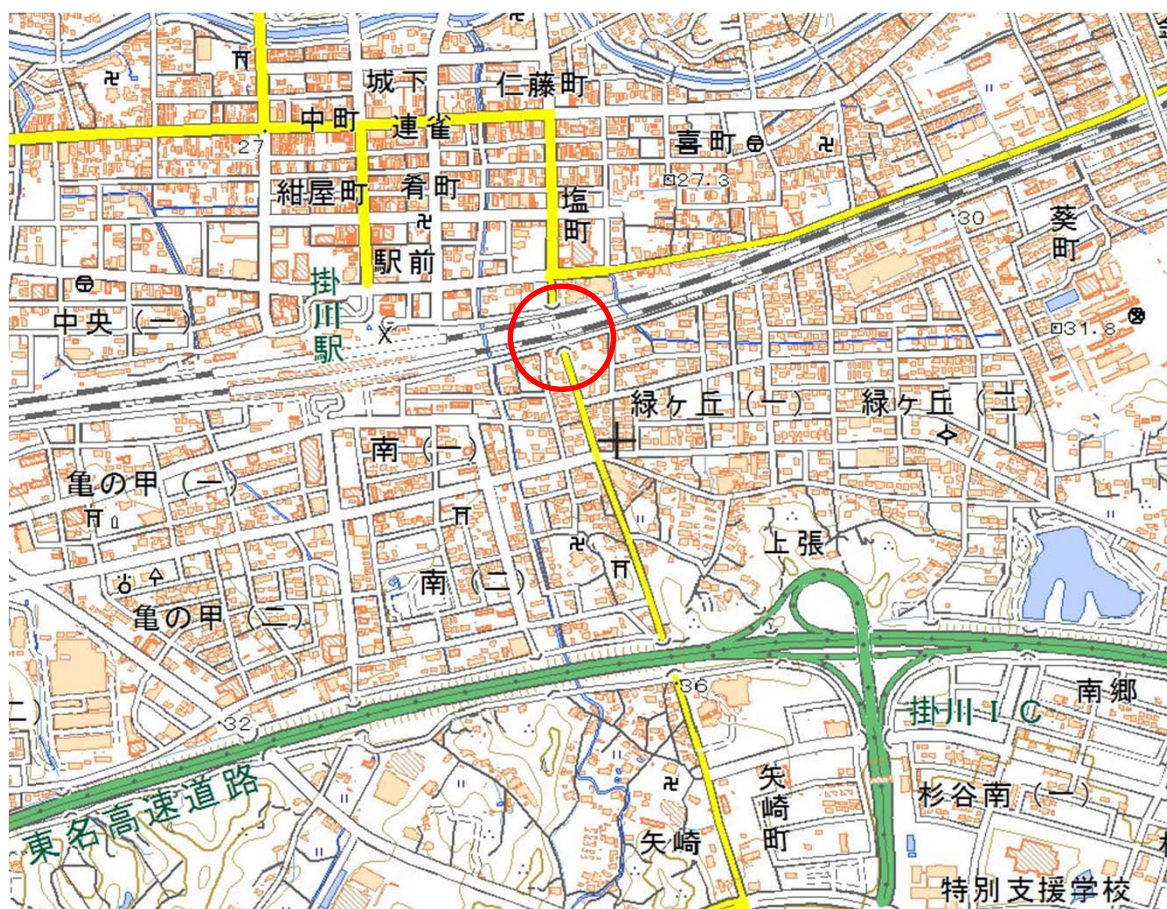 城下
仁藤町
中町
連雀
27
喜町
27.3
紺屋町
肴町
塩町
30
葵町
駅前
掛川駅
中央(一)
31.8
緑ヶ丘(一)
緑ヶ丘(二)
南(一)
亀の甲(一)
上張
南(二)
亀の甲(二)
36
南郷
掛川IC
32
東名高速道路
矢崎町
杉谷南(一)
矢崎
特別支援学校